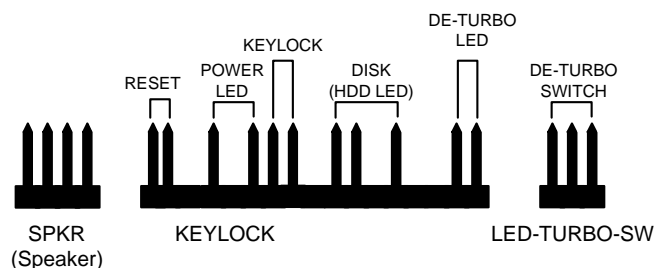 DE-TURBO
LED
KEYLOCK
RESET
POWER
LED
DISK
(HDD LED)
DE-TURBO
SWITCH
SPKR
(Speaker)
KEYLOCK
LED-TURBO-SW